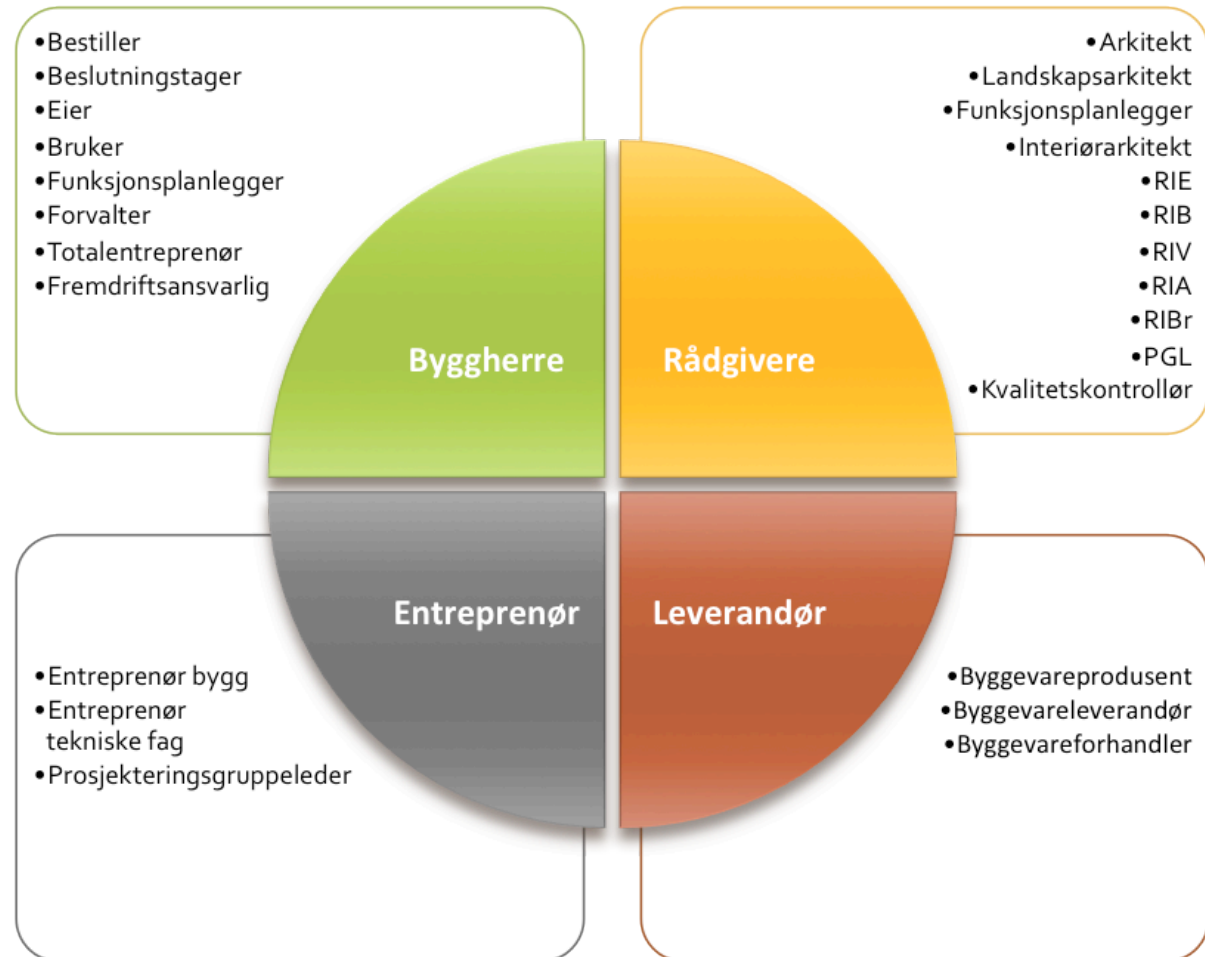 •Bestiller
•Beslutningstager
•Eier
•Bruker
•Funksjonsplanlegger
•Forvalter
•Totalentreprenør
•Fremdriftsansvarlig
Byggherre
•Arkitekt
•Landskapsarkitekt
•Funksjonsplanlegger
•Interiørarkitekt
•RIE
•RIB
•RIV
•RIA
•RIBr
•PGL
•Kvalitetskontrollør
Rådgivere
Entreprenør
•Entreprenør bygg
•Entreprenør
tekniske fag
•Prosjekteringsgruppeleder
Leverandør
•Byggevareprodusent
•Byggevareleverandør
•Byggevareforhandler